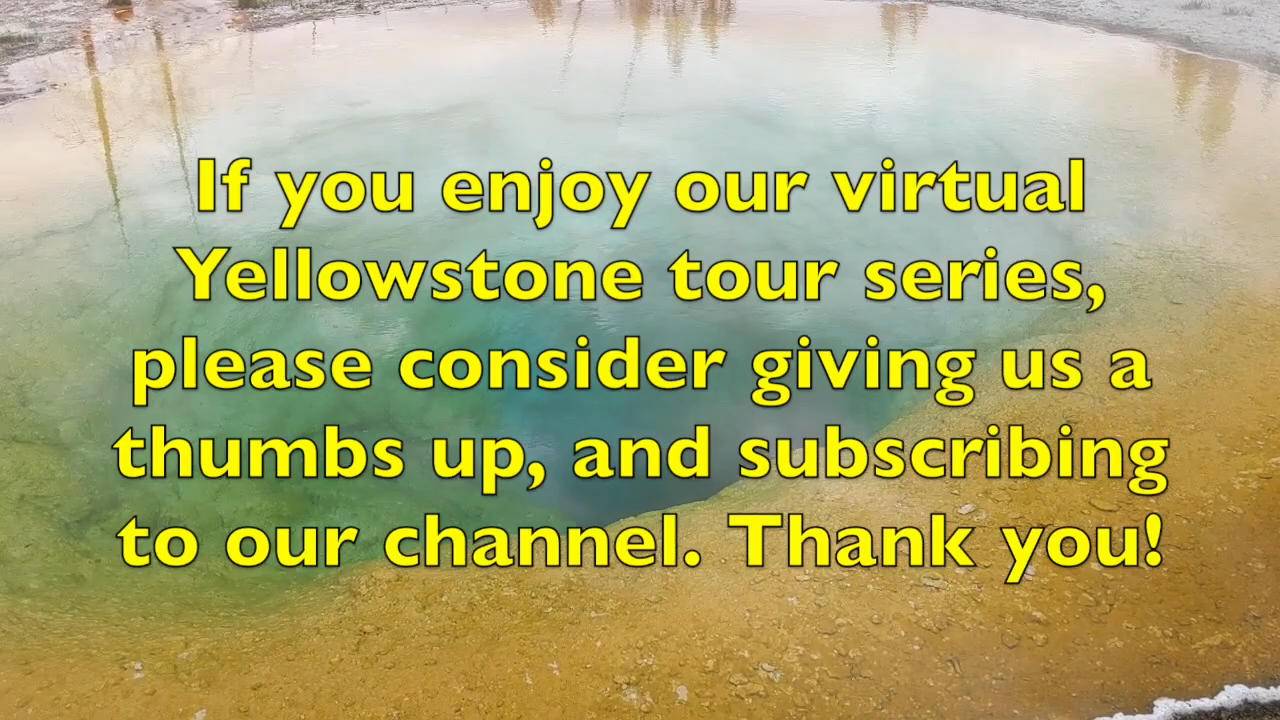 If you enjoy our virtual
Yellowstone tour series,
please consider giving us a
thumbs up, and subscribing
to our channel. Thank you!